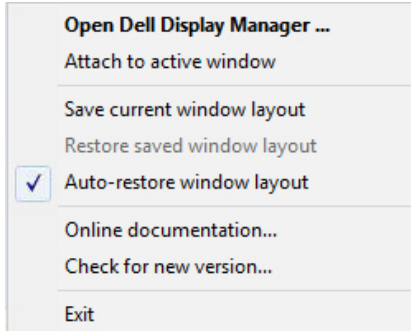 Open Dell Display Manager ...
Attach to active window
Save current window layout
Restore saved window layout
Auto-restore window layout
Online documentation...
Check for new version...
Exit